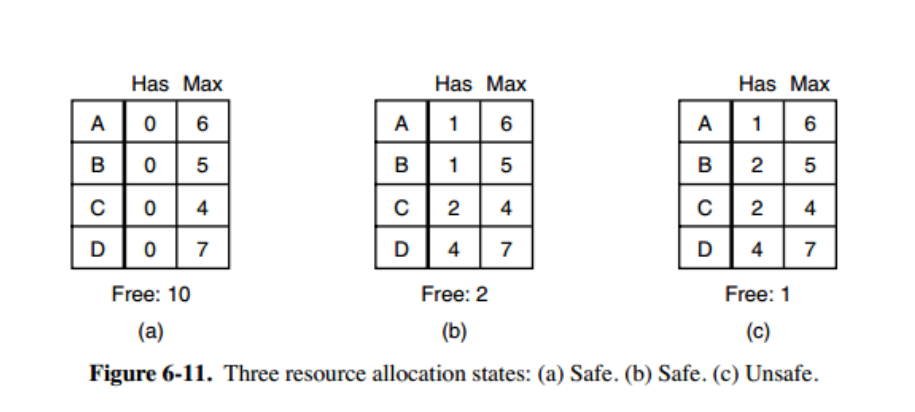 Has Max
A 0 6
B 0 5
C 0 4
D 0 7
Free: 10
(a)
Has Max
A 1 6
B 1 5
C 2 4
D 4 7
Free: 2
(b)
Has Max
A 1 6
B 2 5
C 2 4
D 4 7
Free: 1
(c)
Figure 6-11. Three resource allocation states: (a) Safe. (b) Safe. (c) Unsafe.